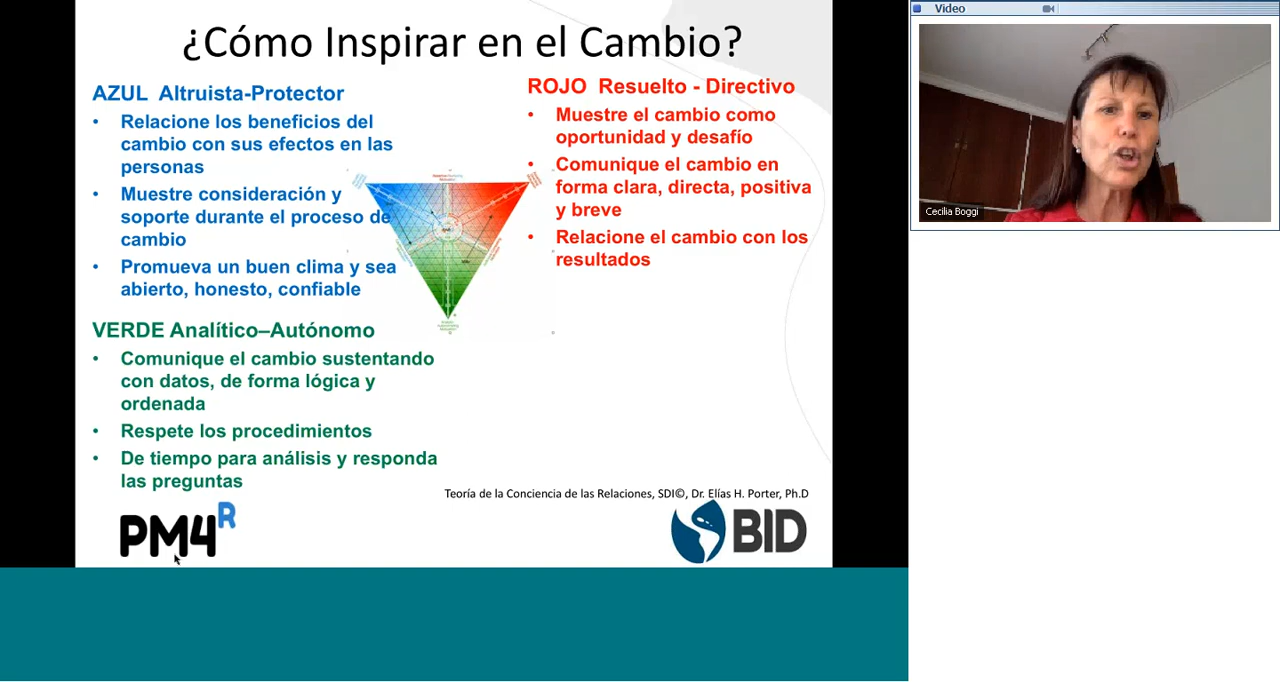 ¿Cómo Inspirar en el Cambio?
AZUL Altruista-Protector
• Relacione los beneficios del
cambio con sus efectos en las
personas
• Muestre consideración y
soporte durante el proceso de
cambio
• Promueva un buen clima y sea
abierto, honesto, confiable
ROJO Resuelto - Directivo
• Muestre el cambio como
oportunidad y desafío
• Comunique el cambio en
forma clara, directa, positiva
y breve
• Relacione el cambio con los
resultados
VERDE Analítico–Autónomo
• Comunique el cambio sustentando
con datos, de forma lógica y
ordenada
• Respete los procedimientos
• De tiempo para análisis y responda
las preguntas
Teoría de la Conciencia de las Relaciones, SDI©, Dr. Elías H. Porter, Ph.D
PM4R
BID
Video
Cecilia Boggi